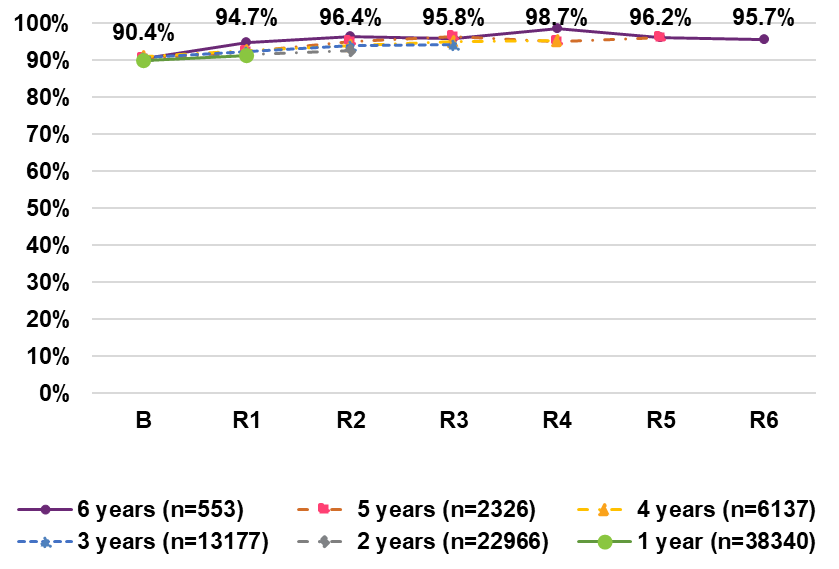 100%
90%
80%
70%
60%
50%
40%
30%
20%
10%
0%
90.4% 94.7% 96.4% 95.8% 98.7% 96.2% 95.7%
B R1 R2 R3 R4 R5 R6
6 years (n=553) 5 years (n=2326) 4 years (n=6137)
3 years (n=13177) 2 years (n=22966) 1 year (n=38340)